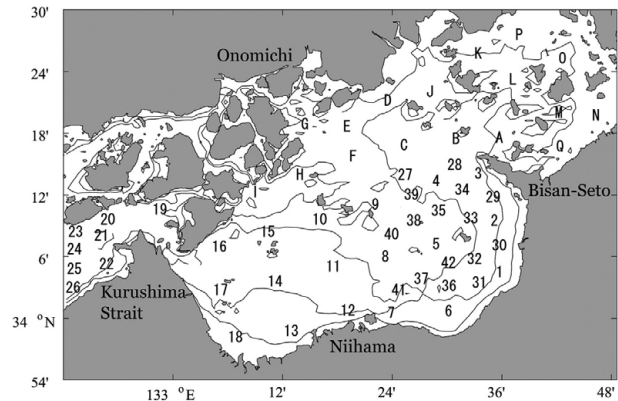 30'
P
Onomichi
K
O
24'
L
J
D
M
N
G
E
18'
B
A
C
Q
F
28
H
27
4
3
Bisan-Seto
I
34
12'
39
29
9
19
20
10
38
35
33
2
23
21
15
40
16
5
30
24
6'
8
42
32
25
22
11
1
17
14
37
36
31
26
41
Kurushima
Strait
12
7
6
34 °N
13
18
Niihama
54'
133 °E
12'
24'
36'
48'